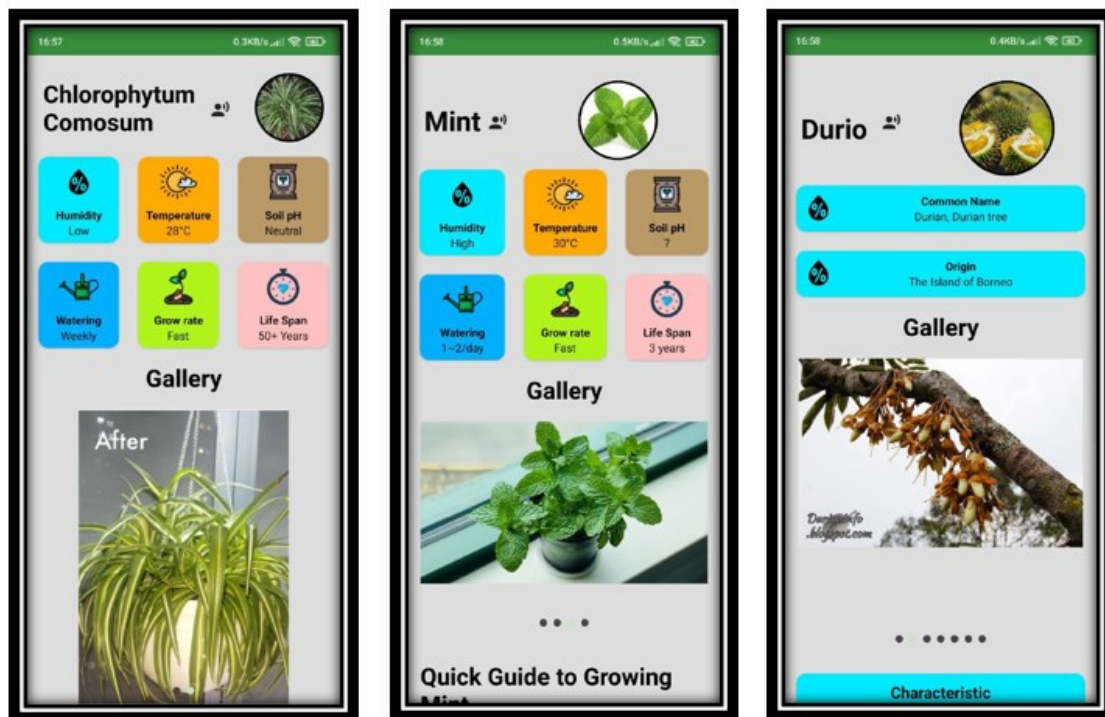 16:57 0.3KB/s
Chlorophytum
Comosum
Humidity
Low
Temperature
28°C
Soil pH
Neutral
Watering
Weekly
Grow rate
Fast
Life Span
50+ Years
Gallery
After
16:58 0.5KB/s
Mint
Humidity
High
Temperature
30°C
Soil pH
7
Watering
1~2/day
Grow rate
Fast
Life Span
3 years
Gallery
Quick Guide to Growing
Mint
16:58 0.4KB/s
Durio
Common Name
Durian, Durian tree
Origin
The Island of Borneo
Gallery
Durianinfo
.blogspot.com
Characteristic